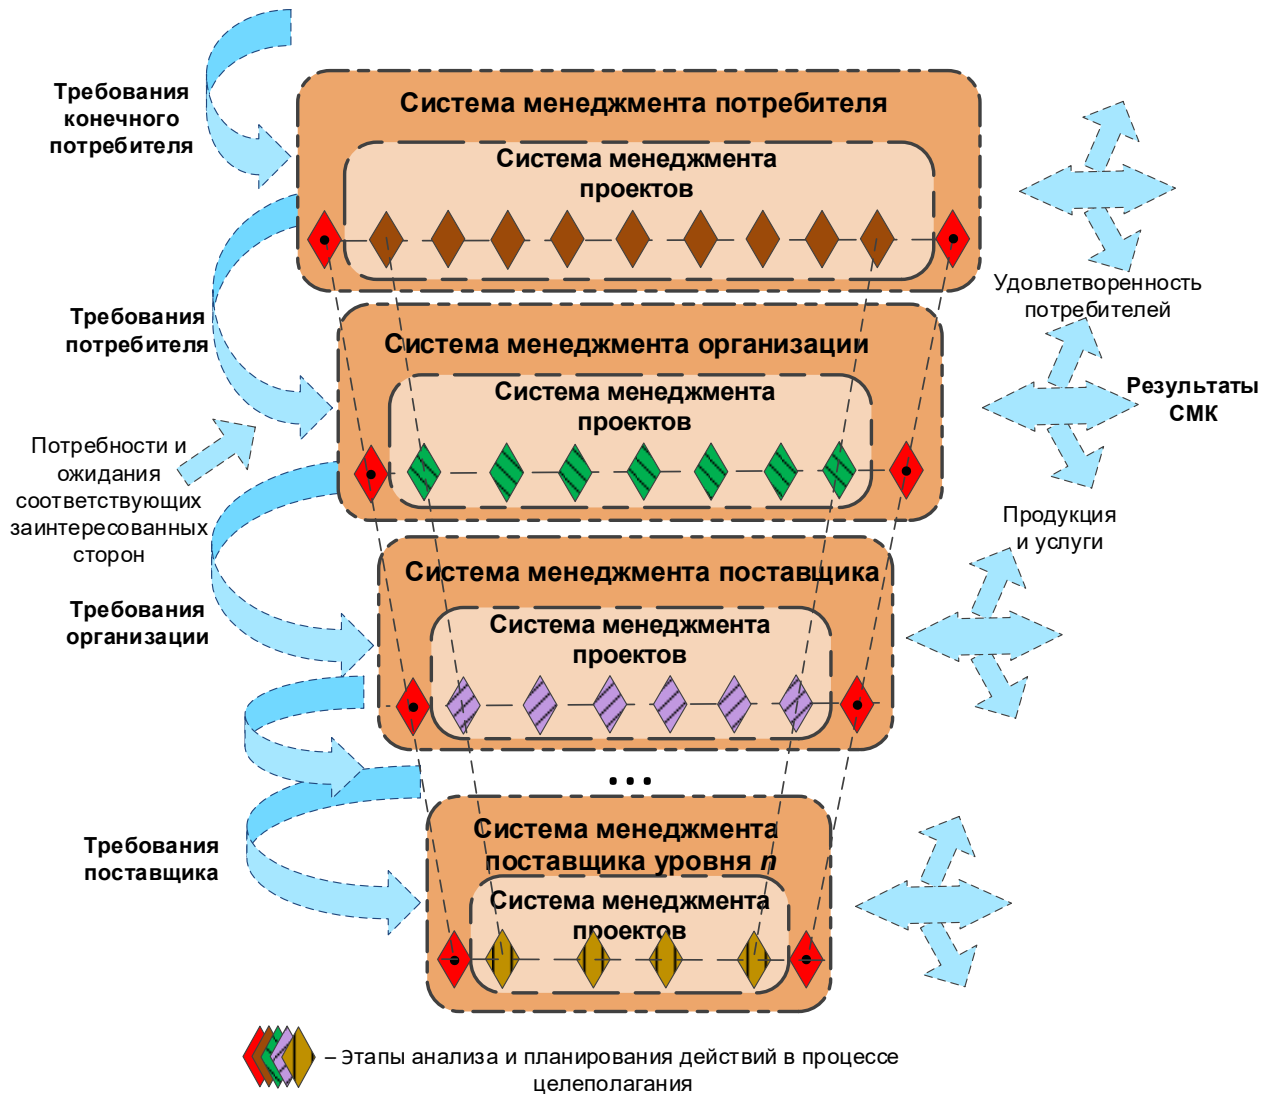 Требования
конечного
потребителя
Система менеджмента потребителя
Система менеджмента
проектов
Удовлетворенность
потребителей
Требования
потребителя
Система менеджмента организации
Система менеджмента
проектов
Результаты
СМК
Потребности и
ожидания
соответствующих
заинтересованных
сторон
Продукция
и услуги
Система менеджмента поставщика
Требования
организации
Система менеджмента
проектов
...
Требования
поставщика
Система менеджмента
поставщика уровня n
Система менеджмента
проектов
– Этапы анализа и планирования действий в процессе
целеполагания